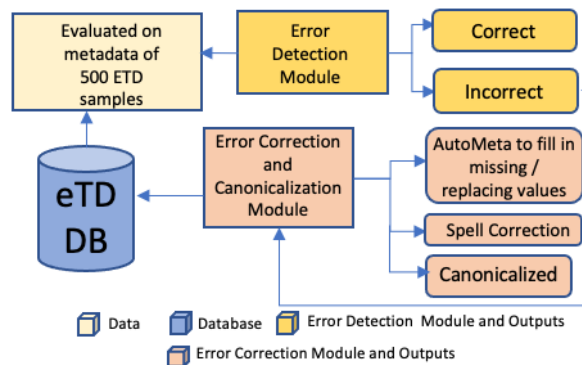 Evaluated on
metadata of
500 ETD
samples
Error
Detection
Module
Correct
Incorrect
eTD
DB
Error Correction
and
Canonicalization
Module
AutoMeta to fill in
missing /
replacing values
Spell Correction
Canonicalized
Data
Database
Error Detection Module and Outputs
Error Correction Module and Outputs